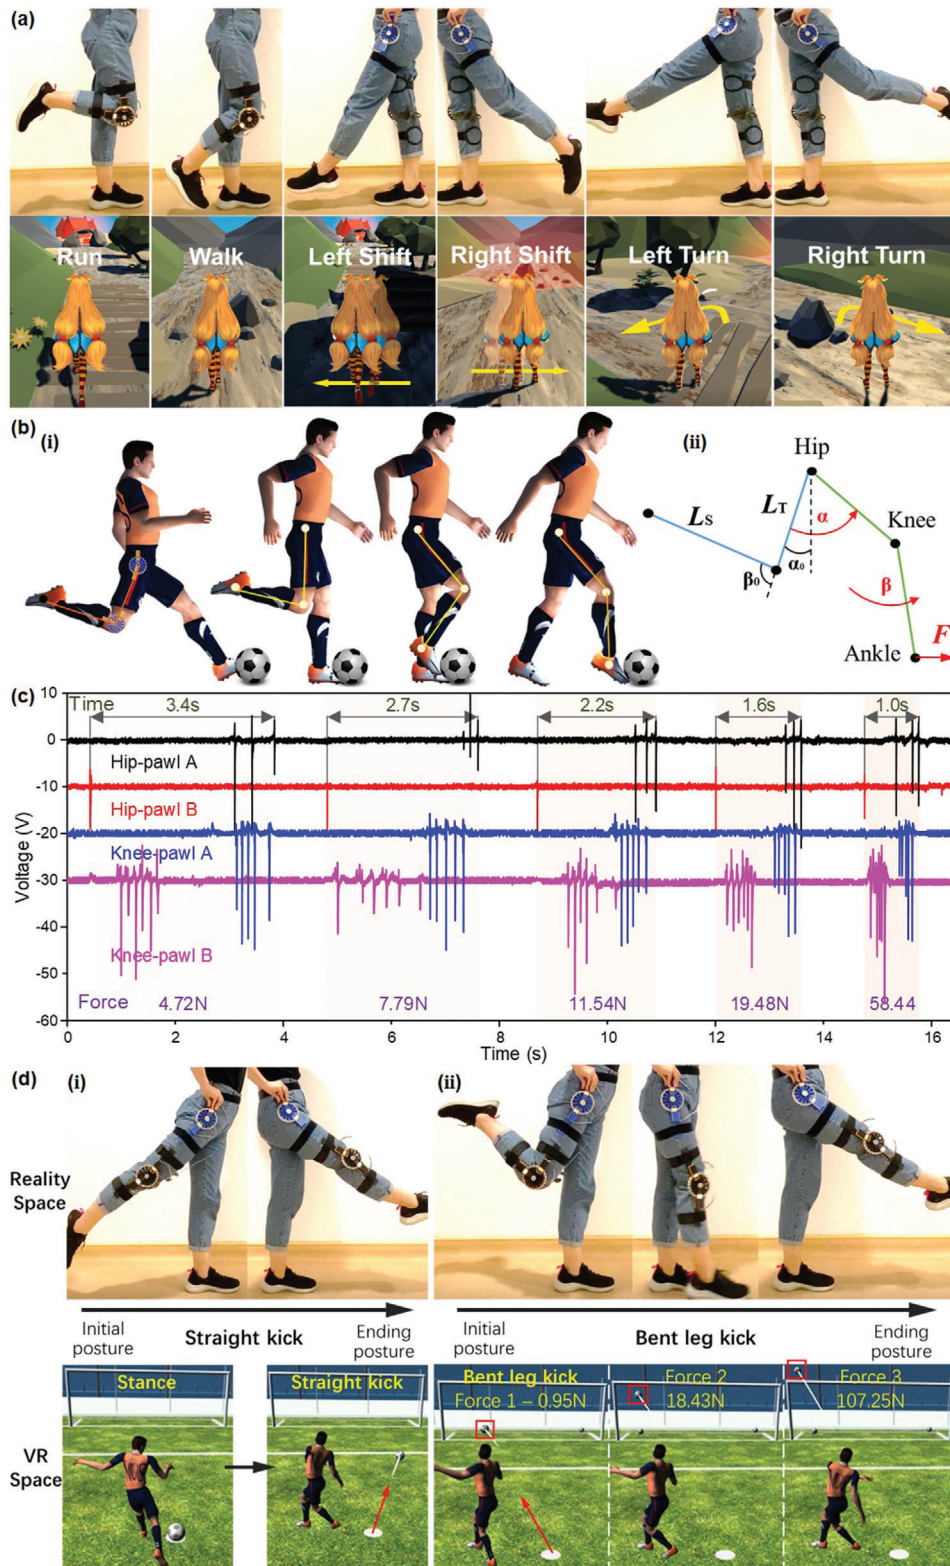 (a)
Run
Walk
Left Shift
Right Shift
Left Turn
Right Turn
(b)
(i)
(ii)
Hip
LS
LT
α
Knee
β0
α0
β
Ankle
F
(c)
Time
3.4s
2.7s
2.2s
1.6s
1.0s
10
0
-10
-20
-30
-40
-50
-60
Voltage (V)
Hip-pawl A
Hip-pawl B
Knee-pawl A
Knee-pawl B
Force
4.72N
7.79N
11.54N
19.48N
58.44
0
2
4
6
8
10
12
14
16
Time (s)
(d)
(i)
(ii)
Reality
Space
Initial
posture
Straight kick
Ending
posture
Initial
posture
Bent leg kick
Ending
posture
VR
Space
Stance
Straight kick
Bent leg kick
Force 1 – 0.95N
Force 2
18.43N
Force 3
107.25N